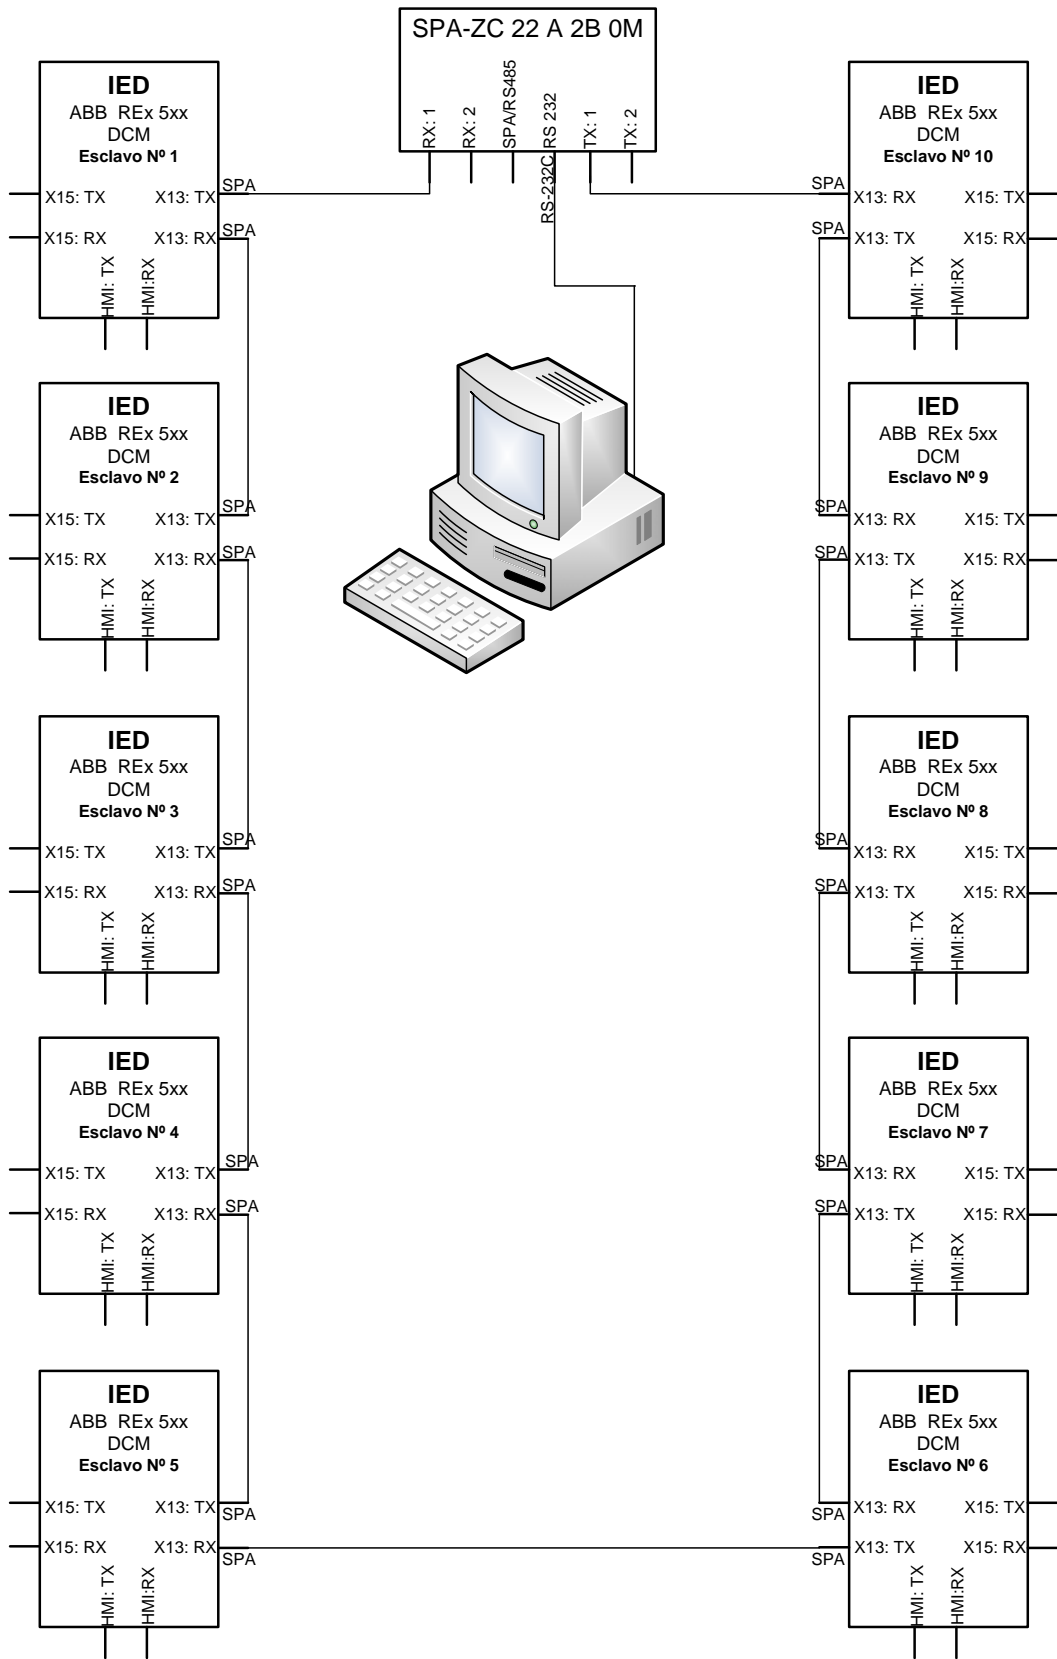 SPA-ZC 22 A 2B 0M
RX: 1
RX: 2
SPA/RS485
RS-232C
RS 232
TX: 1
TX: 2
IED
ABB REx 5xx
DCM
Esclavo Nº 1
X15: TX
X13: TX
SPA
X15: RX
X13: RX
SPA
HMI: TX
HMI:RX
IED
ABB REx 5xx
DCM
Esclavo Nº 2
X15: TX
X13: TX
SPA
X15: RX
X13: RX
SPA
HMI: TX
HMI:RX
IED
ABB REx 5xx
DCM
Esclavo Nº 3
X15: TX
X13: TX
SPA
X15: RX
X13: RX
SPA
HMI: TX
HMI:RX
IED
ABB REx 5xx
DCM
Esclavo Nº 4
X15: TX
X13: TX
SPA
X15: RX
X13: RX
SPA
HMI: TX
HMI:RX
IED
ABB REx 5xx
DCM
Esclavo Nº 5
X15: TX
X13: TX
SPA
X15: RX
X13: RX
SPA
HMI: TX
HMI:RX
IED
ABB REx 5xx
DCM
Esclavo Nº 10
SPA
X13: RX
X15: TX
SPA
X13: TX
X15: RX
HMI: TX
HMI:RX
IED
ABB REx 5xx
DCM
Esclavo Nº 9
SPA
X13: RX
X15: TX
SPA
X13: TX
X15: RX
HMI: TX
HMI:RX
IED
ABB REx 5xx
DCM
Esclavo Nº 8
SPA
X13: RX
X15: TX
SPA
X13: TX
X15: RX
HMI: TX
HMI:RX
IED
ABB REx 5xx
DCM
Esclavo Nº 7
SPA
X13: RX
X15: TX
SPA
X13: TX
X15: RX
HMI: TX
HMI:RX
IED
ABB REx 5xx
DCM
Esclavo Nº 6
SPA
X13: RX
X15: TX
SPA
X13: TX
X15: RX
HMI: TX
HMI:RX